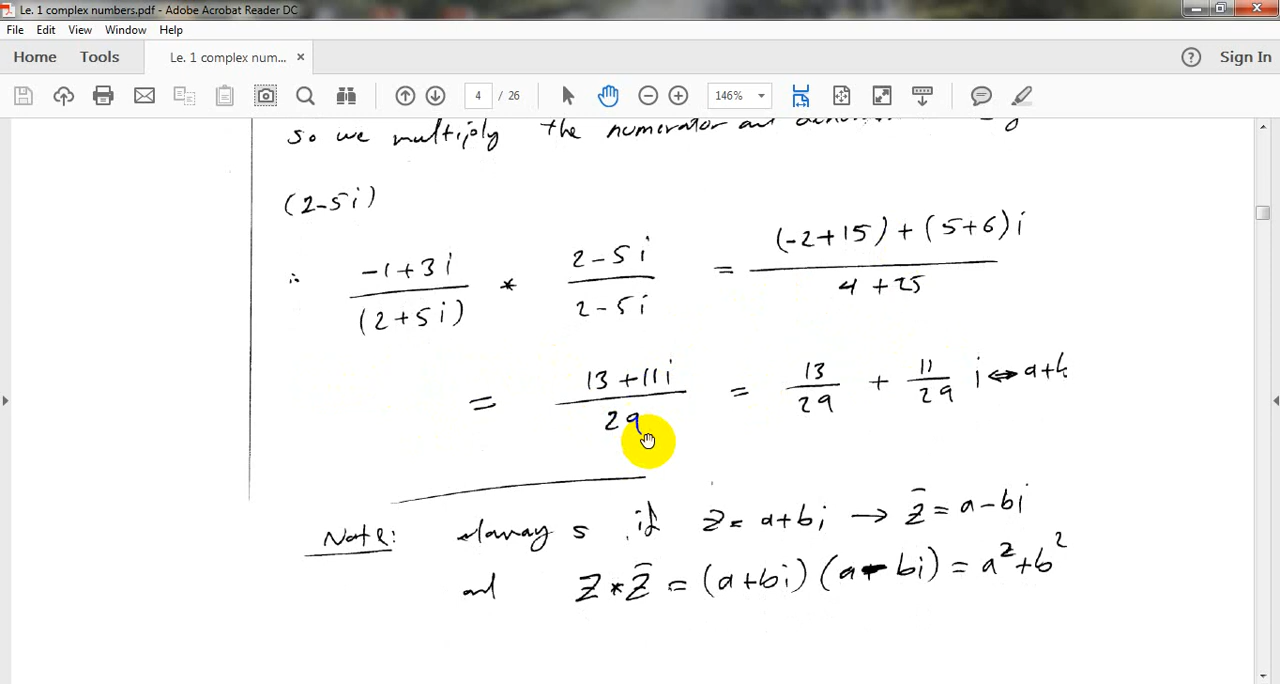 Le. 1 complex numbers.pdf - Adobe Acrobat Reader DC
File Edit View Window Help
Home Tools Le. 1 complex num... × ? Sign In
4 / 26 146%
so we multiply the numerator
(2-5i)
∴ -1+3i / (2+5i) * 2-5i / 2-5i = (-2+15)+(5+6)i / 4+25
= 13+11i / 29 = 13/29 + 11/29 i ↔ a+b
Note: always if z = a+bi → z̄ = a-bi
and Z*Z̄ = (a+bi)(a-bi) = a²+b²